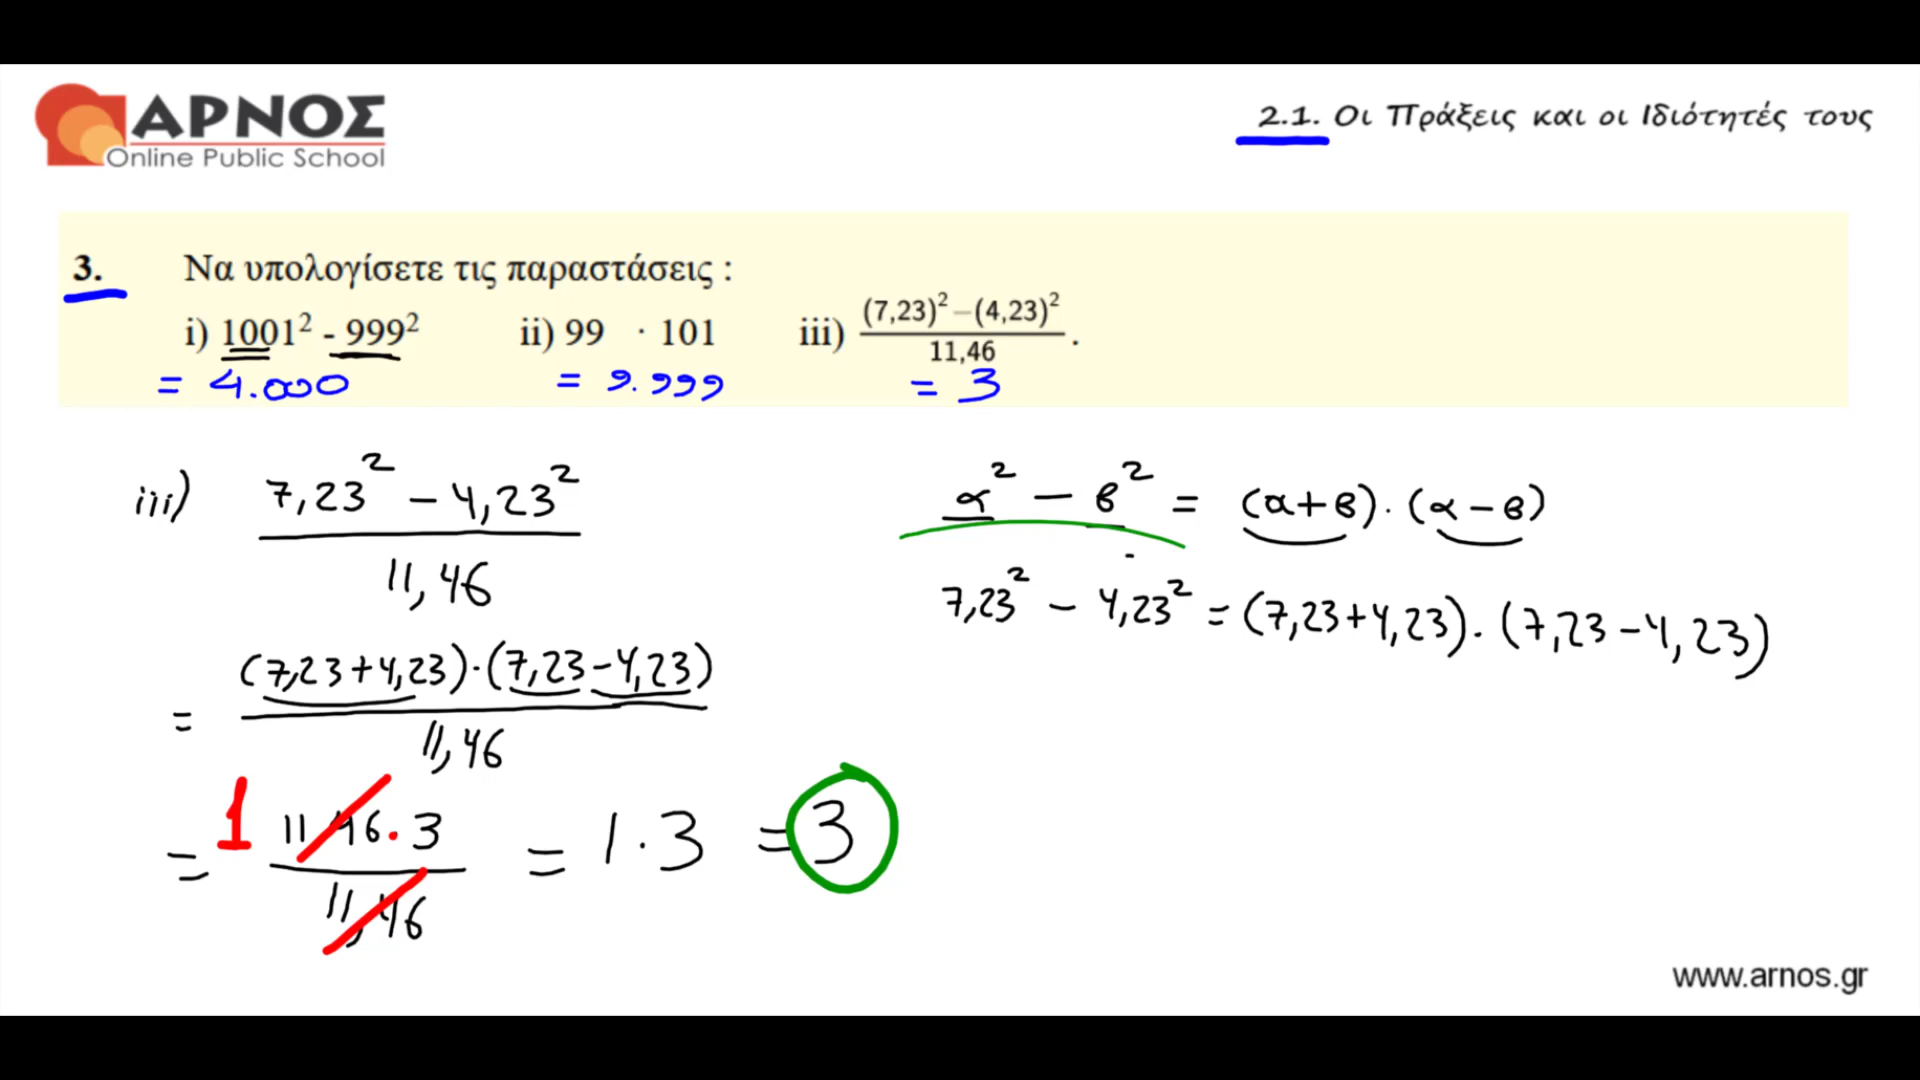 ΑΡΝΟΣ
Online Public School
2.1. Οι Πράξεις και οι Ιδιότητές τους
3. Να υπολογίσετε τις παραστάσεις :
i) 1001² - 999² ii) 99 · 101 iii) \frac{(7,23)² - (4,23)²}{11,46} .
= 4.000 = 9.999 = 3
iii) \frac{7,23² - 4,23²}{11,46}
= \frac{(7,23+4,23)·(7,23-4,23)}{11,46}
= 1 \frac{11,46·3}{11,46} = 1·3 = 3
α² - β² = (α+β)·(α-β)
7,23² - 4,23² = (7,23+4,23)·(7,23-4,23)
www.arnos.gr